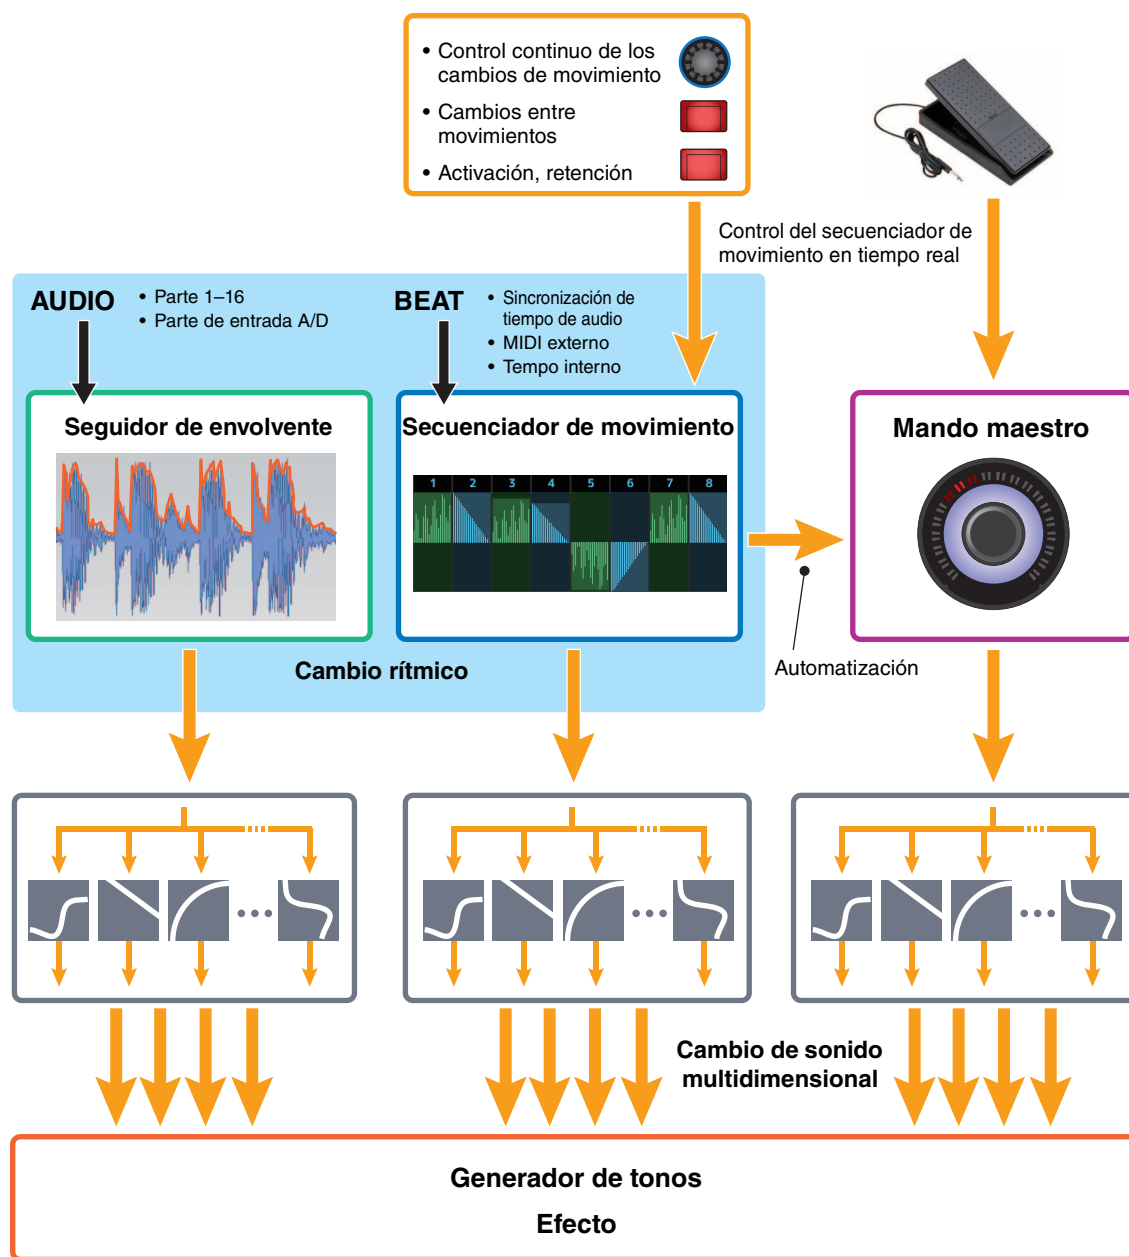 • Control continuo de los
cambios de movimiento
• Cambios entre
movimientos
• Activación, retención
Control del secuenciador de
movimiento en tiempo real
AUDIO
• Parte 1–16
• Parte de entrada A/D
BEAT
• Sincronización de
tiempo de audio
• MIDI externo
• Tempo interno
Seguidor de envolvente
Secuenciador de movimiento
1 2 3 4 5 6 7 8
Mando maestro
Automatización
Cambio rítmico
Cambio de sonido
multidimensional
Generador de tonos
Efecto